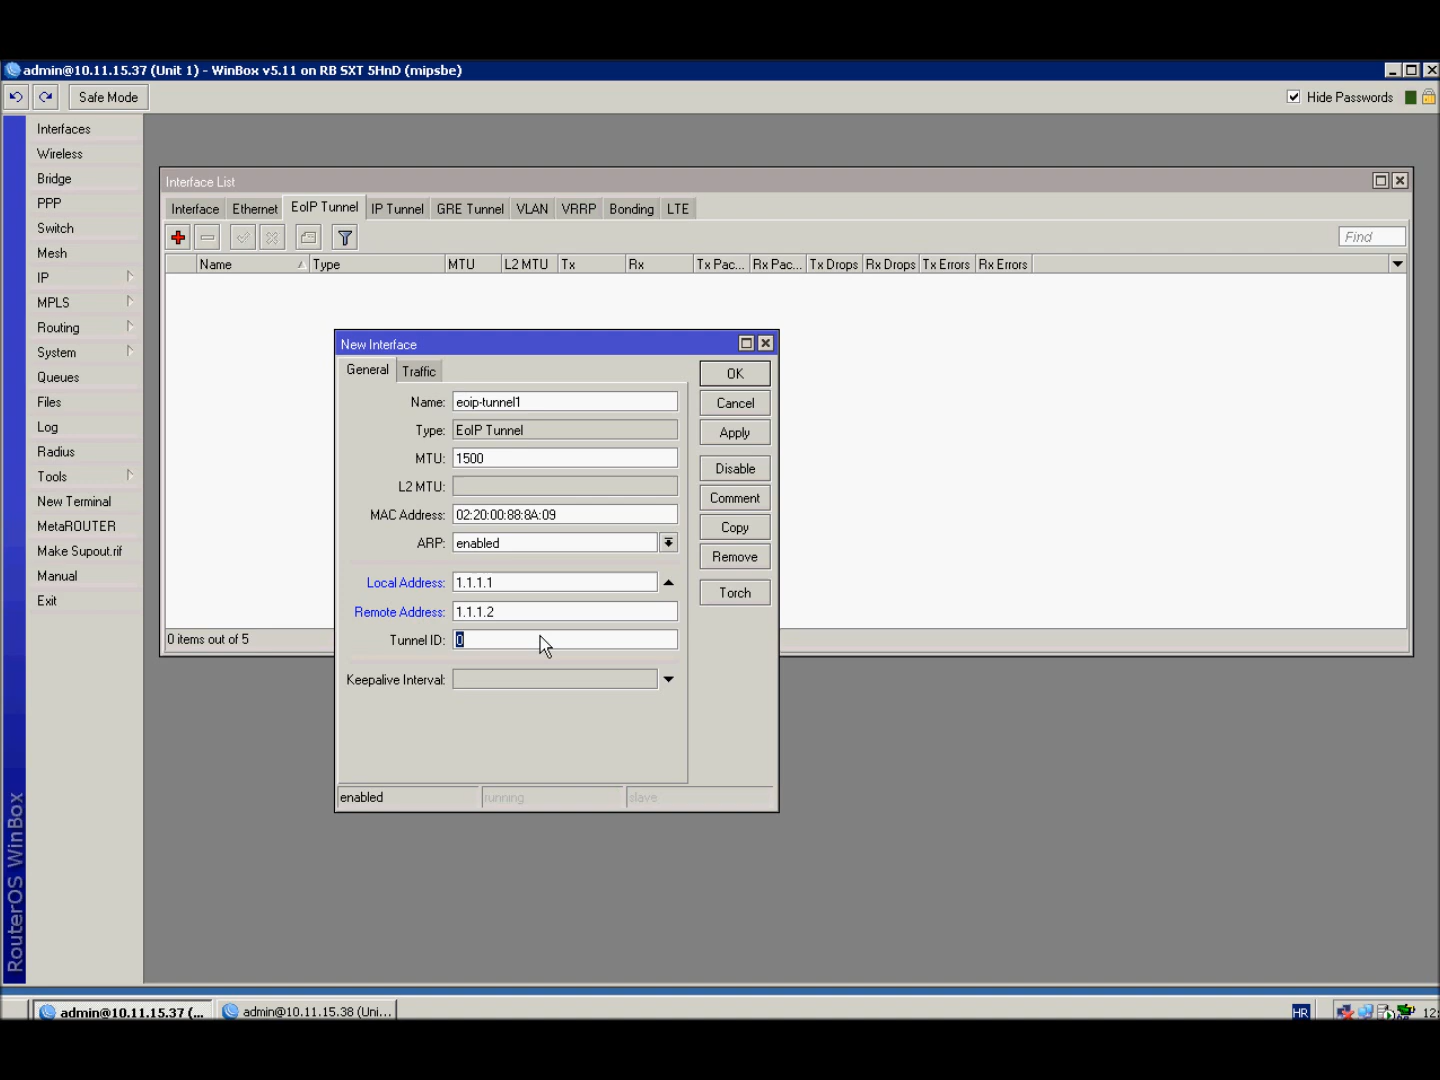 admin@10.11.15.37 (Unit 1) - WinBox v5.11 on RB SXT 5HnD (mipsbe)
Safe Mode
Hide Passwords
Interfaces
Wireless
Bridge
PPP
Switch
Mesh
IP
MPLS
Routing
System
Queues
Files
Log
Radius
Tools
New Terminal
MetaROUTER
Make Supout.rif
Manual
Exit
RouterOS WinBox
Interface List
Interface Ethernet EoIP Tunnel IP Tunnel GRE Tunnel VLAN VRRP Bonding LTE
Find
Name Type MTU L2 MTU Tx Rx Tx Pac... Rx Pac... Tx Drops Rx Drops Tx Errors Rx Errors
0 items out of 5
New Interface
General Traffic
Name: eoip-tunnel1
Type: EoIP Tunnel
MTU: 1500
L2 MTU:
MAC Address: 02:20:00:88:8A:09
ARP: enabled
Local Address: 1.1.1.1
Remote Address: 1.1.1.2
Tunnel ID: 0
Keepalive Interval:
OK
Cancel
Apply
Disable
Comment
Copy
Remove
Torch
enabled running slave
admin@10.11.15.37 (... admin@10.11.15.38 (Uni... HR 12: